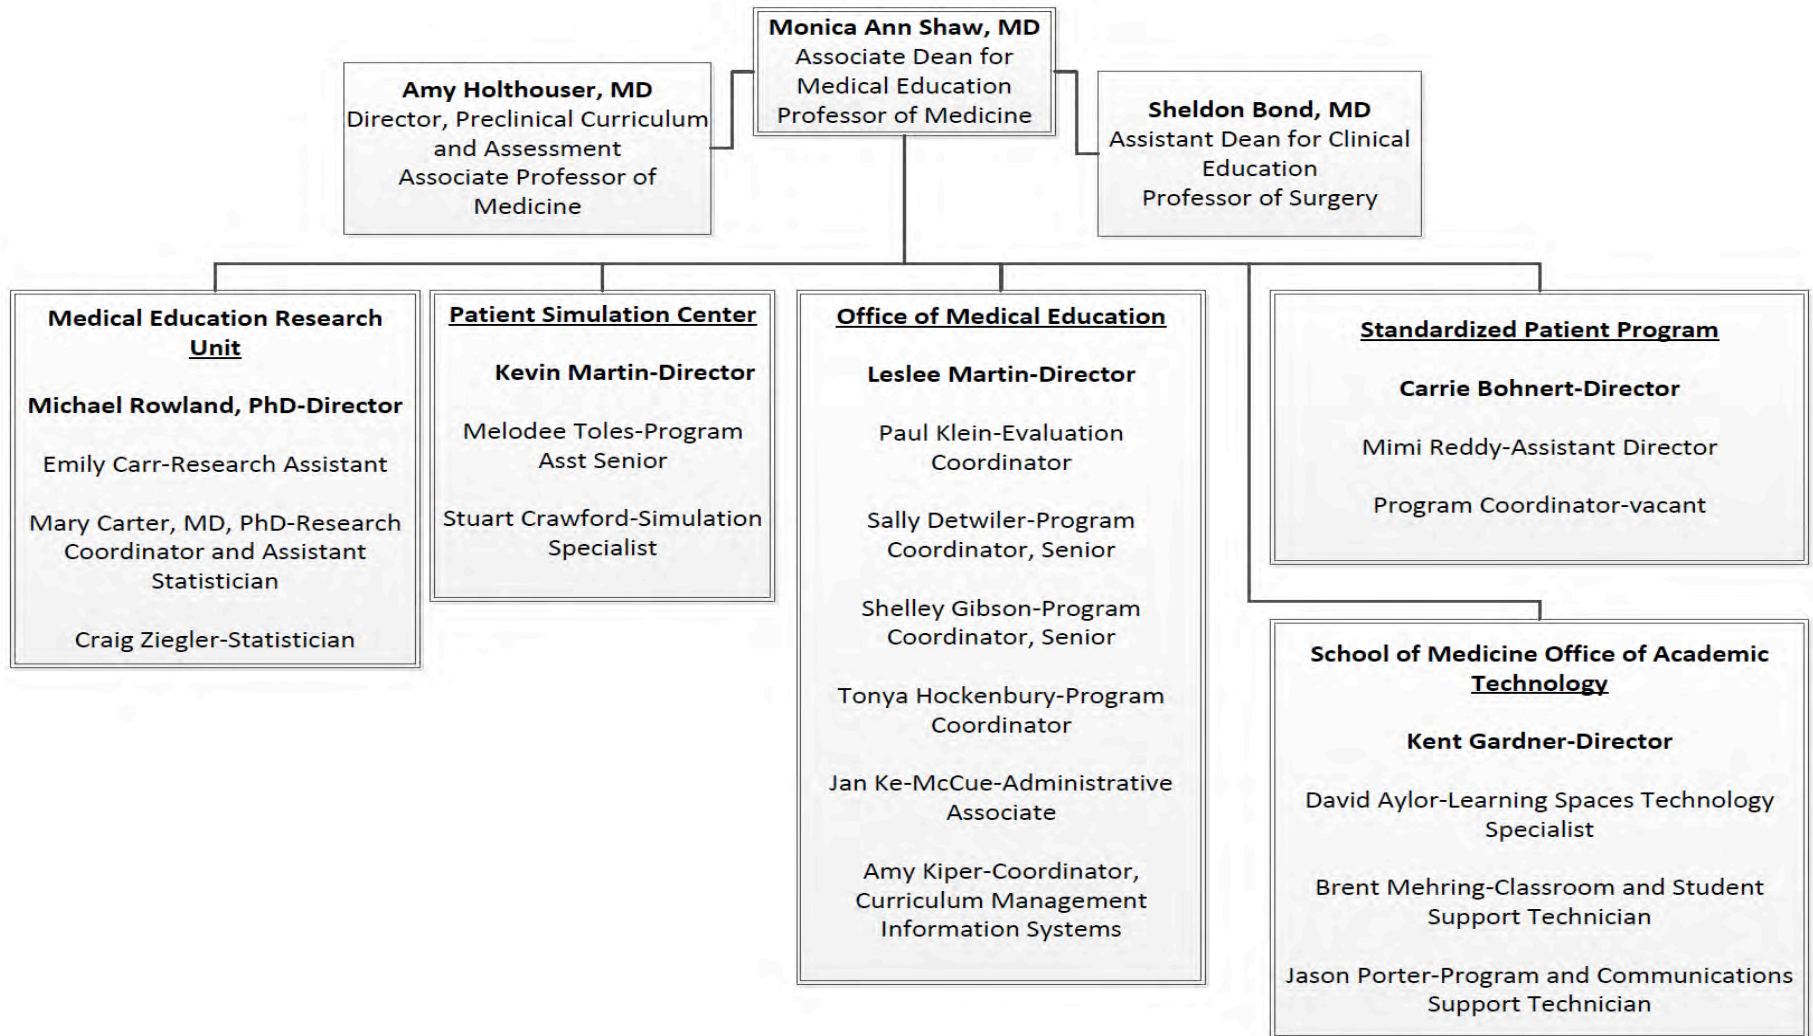 Monica Ann Shaw, MD
Associate Dean for
Medical Education
Professor of Medicine
Amy Holthouser, MD
Director, Preclinical Curriculum
and Assessment
Associate Professor of
Medicine
Sheldon Bond, MD
Assistant Dean for Clinical
Education
Professor of Surgery
Medical Education Research
Unit
Michael Rowland, PhD-Director
Emily Carr-Research Assistant
Mary Carter, MD, PhD-Research
Coordinator and Assistant
Statistician
Craig Ziegler-Statistician
Patient Simulation Center
Kevin Martin-Director
Melodee Toles-Program
Asst Senior
Stuart Crawford-Simulation
Specialist
Office of Medical Education
Leslee Martin-Director
Paul Klein-Evaluation
Coordinator
Sally Detwiler-Program
Coordinator, Senior
Shelley Gibson-Program
Coordinator, Senior
Tonya Hockenbury-Program
Coordinator
Jan Ke-McCue-Administrative
Associate
Amy Kiper-Coordinator,
Curriculum Management
Information Systems
Standardized Patient Program
Carrie Bohnert-Director
Mimi Reddy-Assistant Director
Program Coordinator-vacant
School of Medicine Office of Academic
Technology
Kent Gardner-Director
David Aylor-Learning Spaces Technology
Specialist
Brent Mehring-Classroom and Student
Support Technician
Jason Porter-Program and Communications
Support Technician